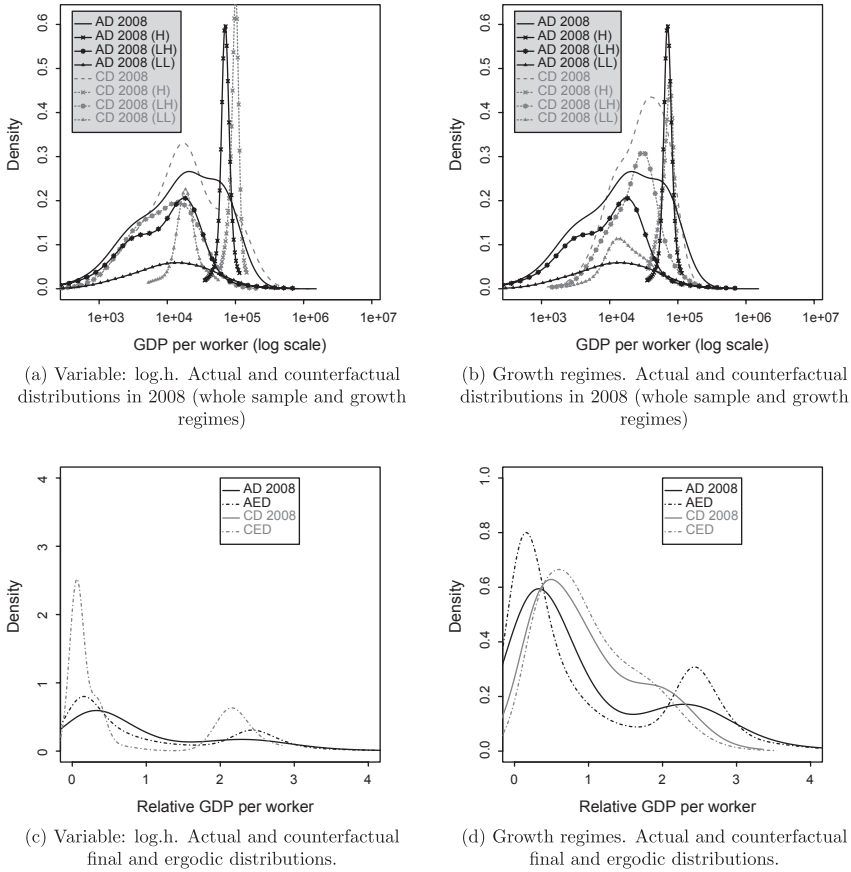 AD 2008
AD 2008 (H)
AD 2008 (LH)
AD 2008 (LL)
CD 2008
CD 2008 (H)
CD 2008 (LH)
CD 2008 (LL)
0.6
0.5
0.4
0.3
0.2
0.1
0.0
Density
1e+03 1e+04 1e+05 1e+06 1e+07
GDP per worker (log scale)
(a) Variable: log.h. Actual and counterfactual
distributions in 2008 (whole sample and growth
regimes)
AD 2008
AD 2008 (H)
AD 2008 (LH)
AD 2008 (LL)
CD 2008
CD 2008 (H)
CD 2008 (LH)
CD 2008 (LL)
0.6
0.5
0.4
0.3
0.2
0.1
0.0
Density
1e+03 1e+04 1e+05 1e+06 1e+07
GDP per worker (log scale)
(b) Growth regimes. Actual and counterfactual
distributions in 2008 (whole sample and growth
regimes)
AD 2008
AED
CD 2008
CED
4
3
2
1
0
Density
0 1 2 3 4
Relative GDP per worker
(c) Variable: log.h. Actual and counterfactual
final and ergodic distributions.
AD 2008
AED
CD 2008
CED
1.0
0.8
0.6
0.4
0.2
0.0
Density
0 1 2 3 4
Relative GDP per worker
(d) Growth regimes. Actual and counterfactual
final and ergodic distributions.